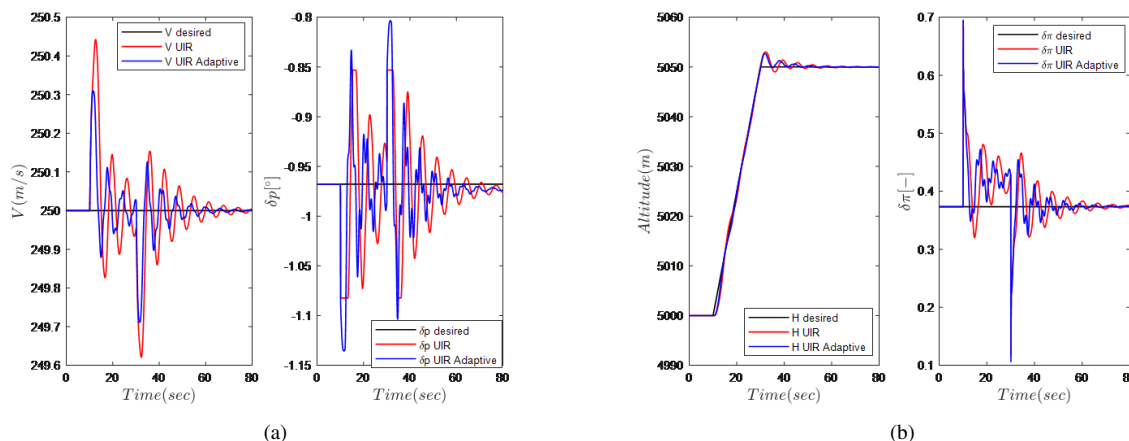 250.5
250.4
250.3
250.2
250.1
250
249.9
249.8
249.7
249.6
V(m/s)
0 20 40 60 80
Time(sec)
V desired
V UIR
V UIR Adaptive
-0.8
-0.85
-0.9
-0.95
-1
-1.05
-1.1
-1.15
δp[°]
0 20 40 60 80
Time(sec)
δp desired
δp UIR
δp UIR Adaptive
(a)
5060
5050
5040
5030
5020
5010
5000
4990
Altitude(m)
0 20 40 60 80
Time(sec)
H desired
H UIR
H UIR Adaptive
0.7
0.6
0.5
0.4
0.3
0.2
0.1
δπ[−]
0 20 40 60 80
Time(sec)
δπ desired
δπ UIR
δπ UIR Adaptive
(b)